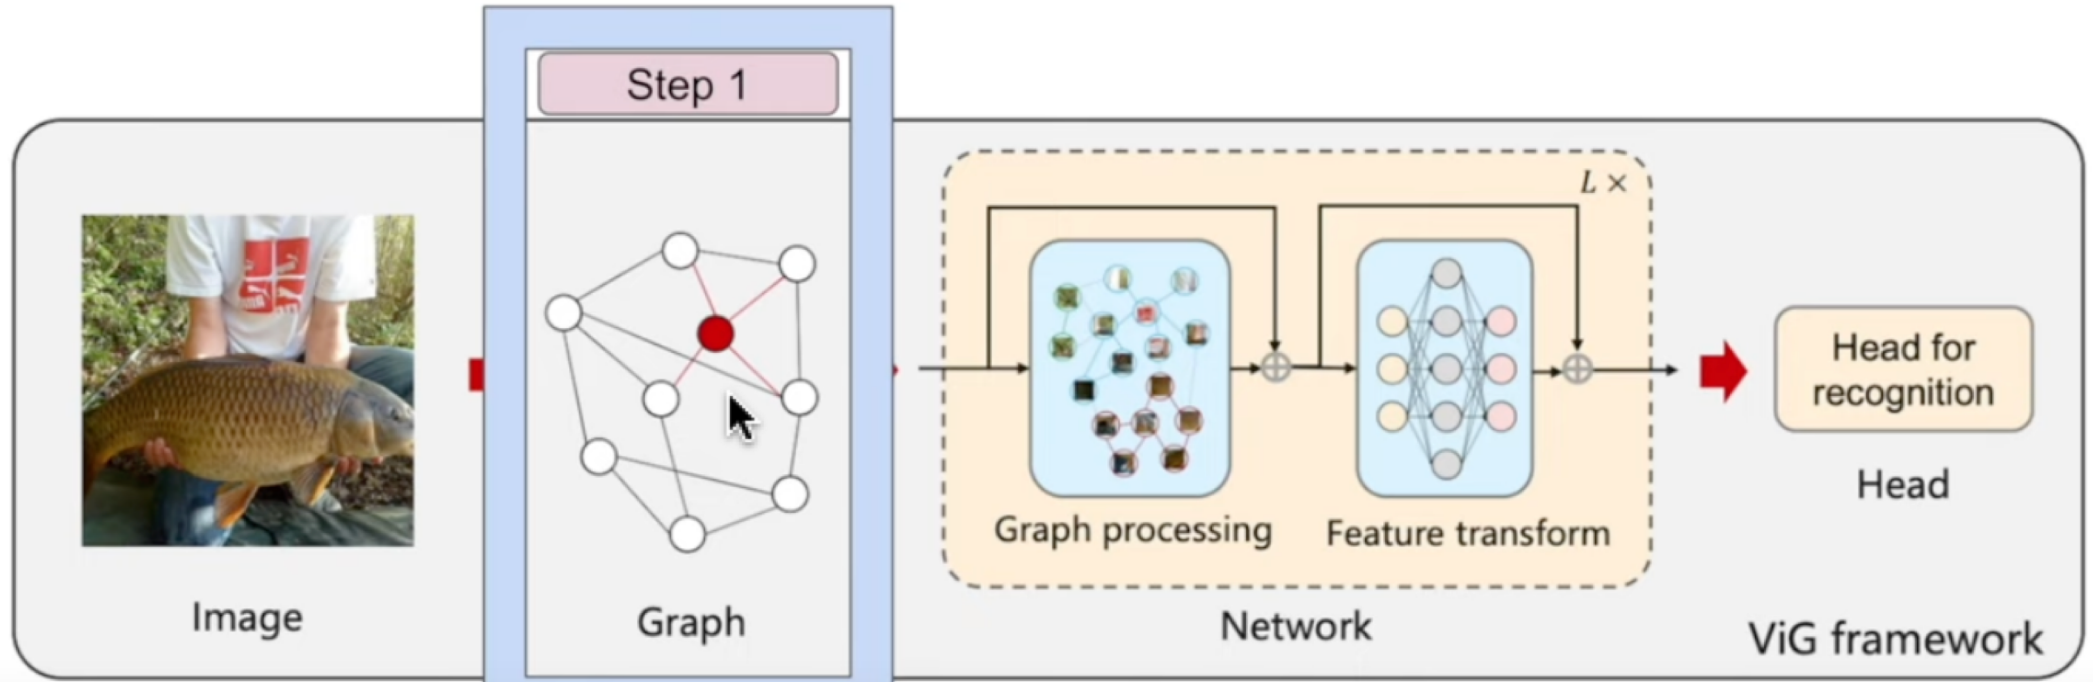 Step 1
L ×
Head for
recognition
Head
Graph processing
Feature transform
Image
Graph
Network
ViG framework